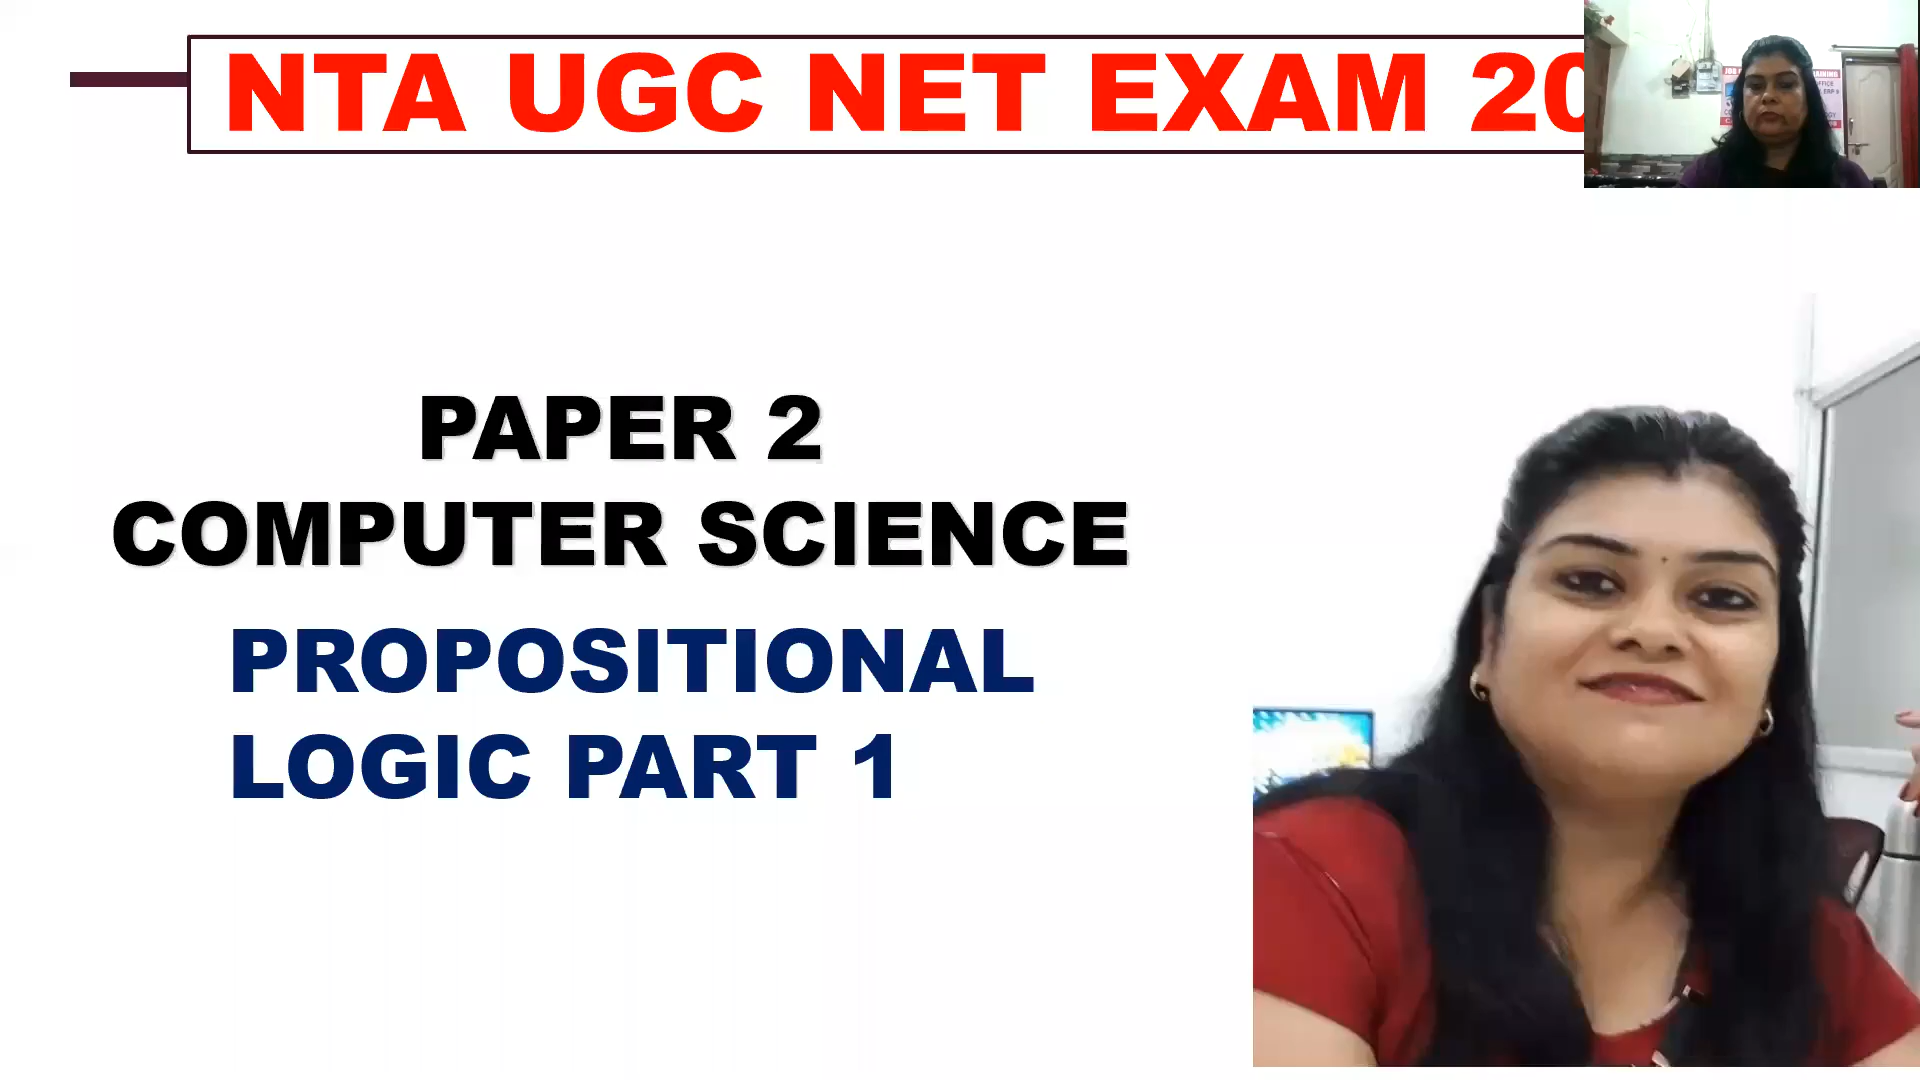 NTA UGC NET EXAM 20
PAPER 2
COMPUTER SCIENCE
PROPOSITIONAL
LOGIC PART 1